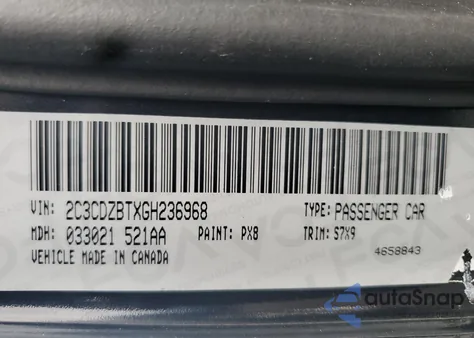 VIN: 2C3CDZBTXGH236968 TYPE: PASSENGER CAR
MDH: 033021 521AA PAINT: PX8 TRIM: S7X9
VEHICLE MADE IN CANADA 4658843
autoSnap